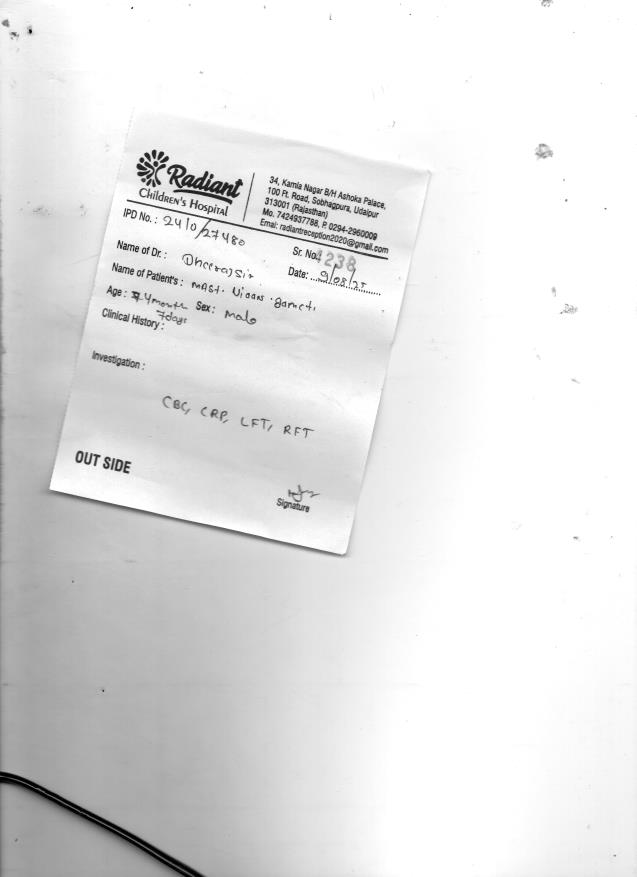 Radiant
Children's Hospital
34, Kamla Nagar B/H Ashoka Palace,
100 Ft. Road, Sobhagpura, Udaipur
313001 (Rajasthan)
Mo. 7424937788, P. 0294-2960009
Email: radiantreception2020@gmail.com
IPD No. : 2410/27480
Sr. No. 4238
Name of Dr. : Dheeraj Sir
Date: 9/08/25
Name of Patient's : Mast. Vivaan
Age : 4 month 7 days Sex : Male
Clinical History :
Investigation :
CBC, CRP, LFT, RFT
OUT SIDE
Signature